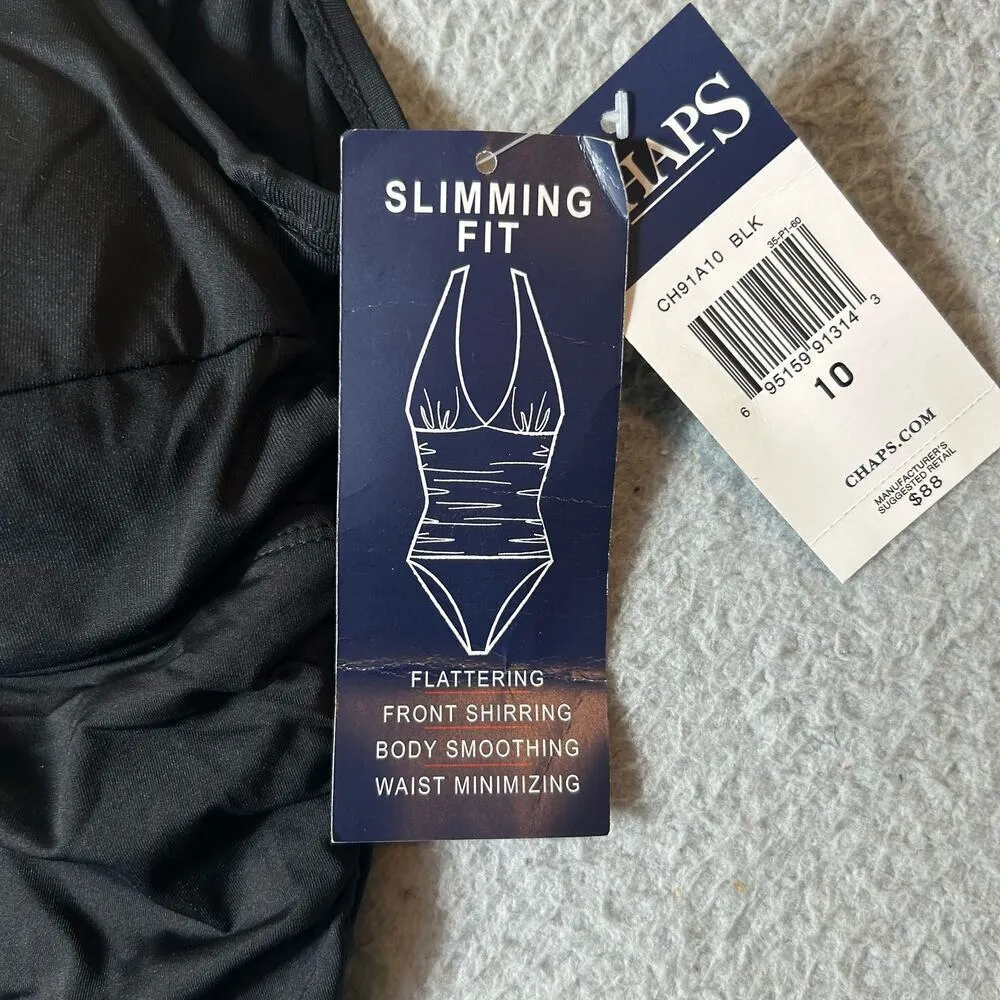 SLIMMING
FIT
FLATTERING
FRONT SHIRRING
BODY SMOOTHING
WAIST MINIMIZING
CHAPS
CH91A10 BLK
35-P1-60
6 95159 91314 3
10
CHAPS.COM
MANUFACTURER'S
SUGGESTED RETAIL
$88